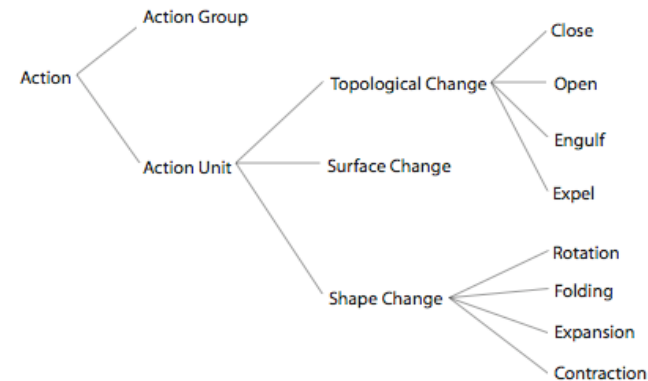 Action Group
Close
Action
Topological Change
Open
Engulf
Action Unit
Surface Change
Expel
Rotation
Shape Change
Folding
Expansion
Contraction